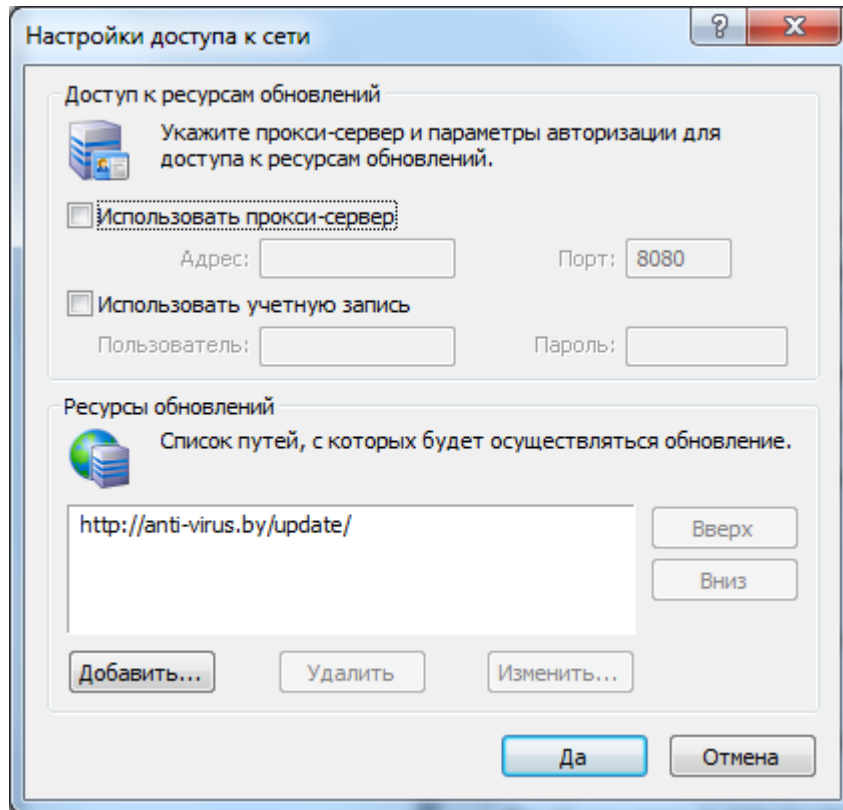 Настройки доступа к сети
Доступ к ресурсам обновлений
Укажите прокси-сервер и параметры авторизации для
доступа к ресурсам обновлений.
Использовать прокси-сервер
Адрес: Порт: 8080
Использовать учетную запись
Пользователь: Пароль:
Ресурсы обновлений
Список путей, с которых будет осуществляться обновление.
http://anti-virus.by/update/
Вверх
Вниз
Добавить... Удалить Изменить...
Да Отмена